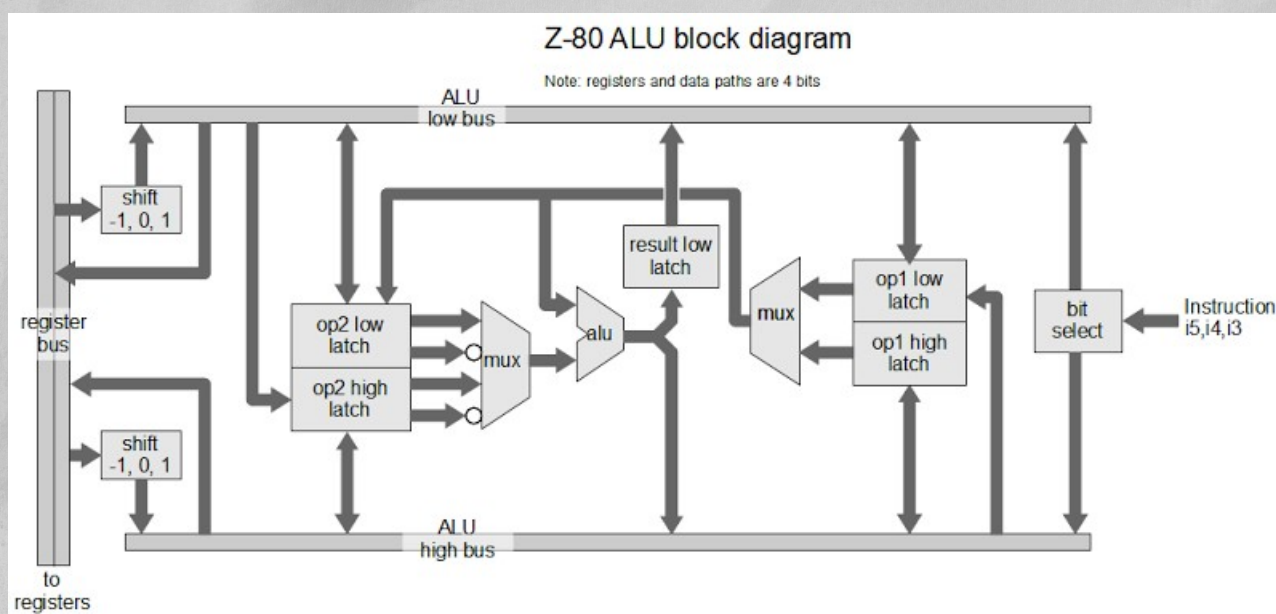 Z-80 ALU block diagram
Note: registers and data paths are 4 bits
ALU
low bus
shift
-1, 0, 1
register
bus
shift
-1, 0, 1
to
registers
op2 low
latch
op2 high
latch
mux
alu
result low
latch
mux
op1 low
latch
op1 high
latch
bit
select
Instruction
i5,i4,i3
ALU
high bus